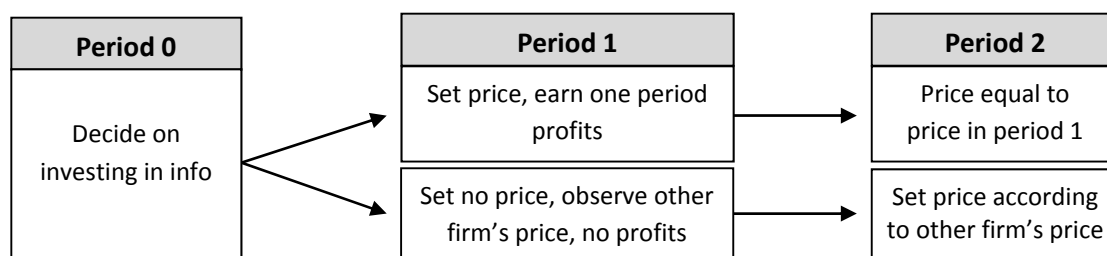 Period 0
Decide on
investing in info
Period 1
Set price, earn one period
profits
Set no price, observe other
firm's price, no profits
Period 2
Price equal to
price in period 1
Set price according
to other firm's price